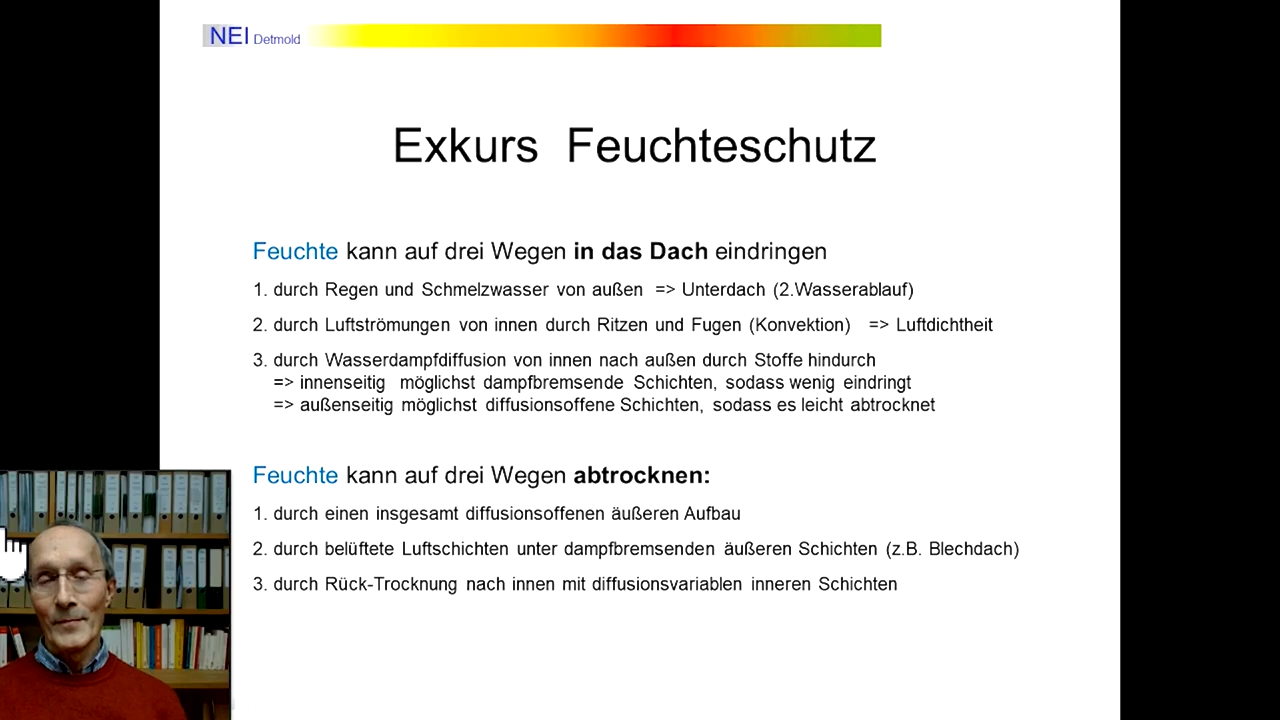 NEI Detmold
Exkurs Feuchteschutz
Feuchte kann auf drei Wegen in das Dach eindringen
1. durch Regen und Schmelzwasser von außen => Unterdach (2.Wasserablauf)
2. durch Luftströmungen von innen durch Ritzen und Fugen (Konvektion) => Luftdichtheit
3. durch Wasserdampfdiffusion von innen nach außen durch Stoffe hindurch
=> innenseitig möglichst dampfbremsende Schichten, sodass wenig eindringt
=> außenseitig möglichst diffusionsoffene Schichten, sodass es leicht abtrocknet
Feuchte kann auf drei Wegen abtrocknen:
1. durch einen insgesamt diffusionsoffenen äußeren Aufbau
2. durch belüftete Luftschichten unter dampfbremsenden äußeren Schichten (z.B. Blechdach)
3. durch Rück-Trocknung nach innen mit diffusionsvariablen inneren Schichten